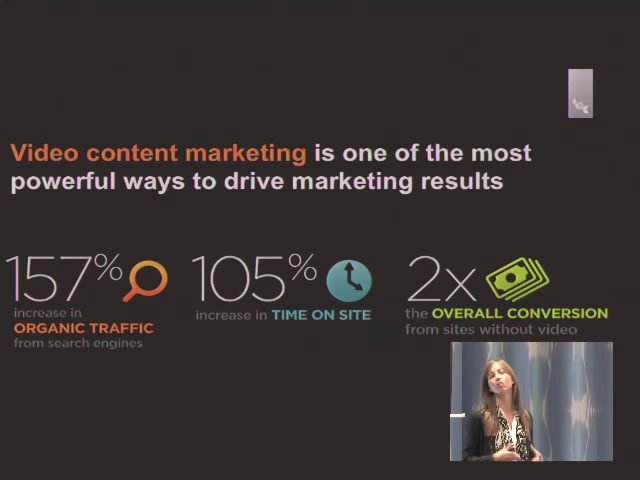 Video content marketing is one of the most
powerful ways to drive marketing results
157%
increase in
ORGANIC TRAFFIC
from search engines
105%
increase in TIME ON SITE
2x
the OVERALL CONVERSION
from sites without video